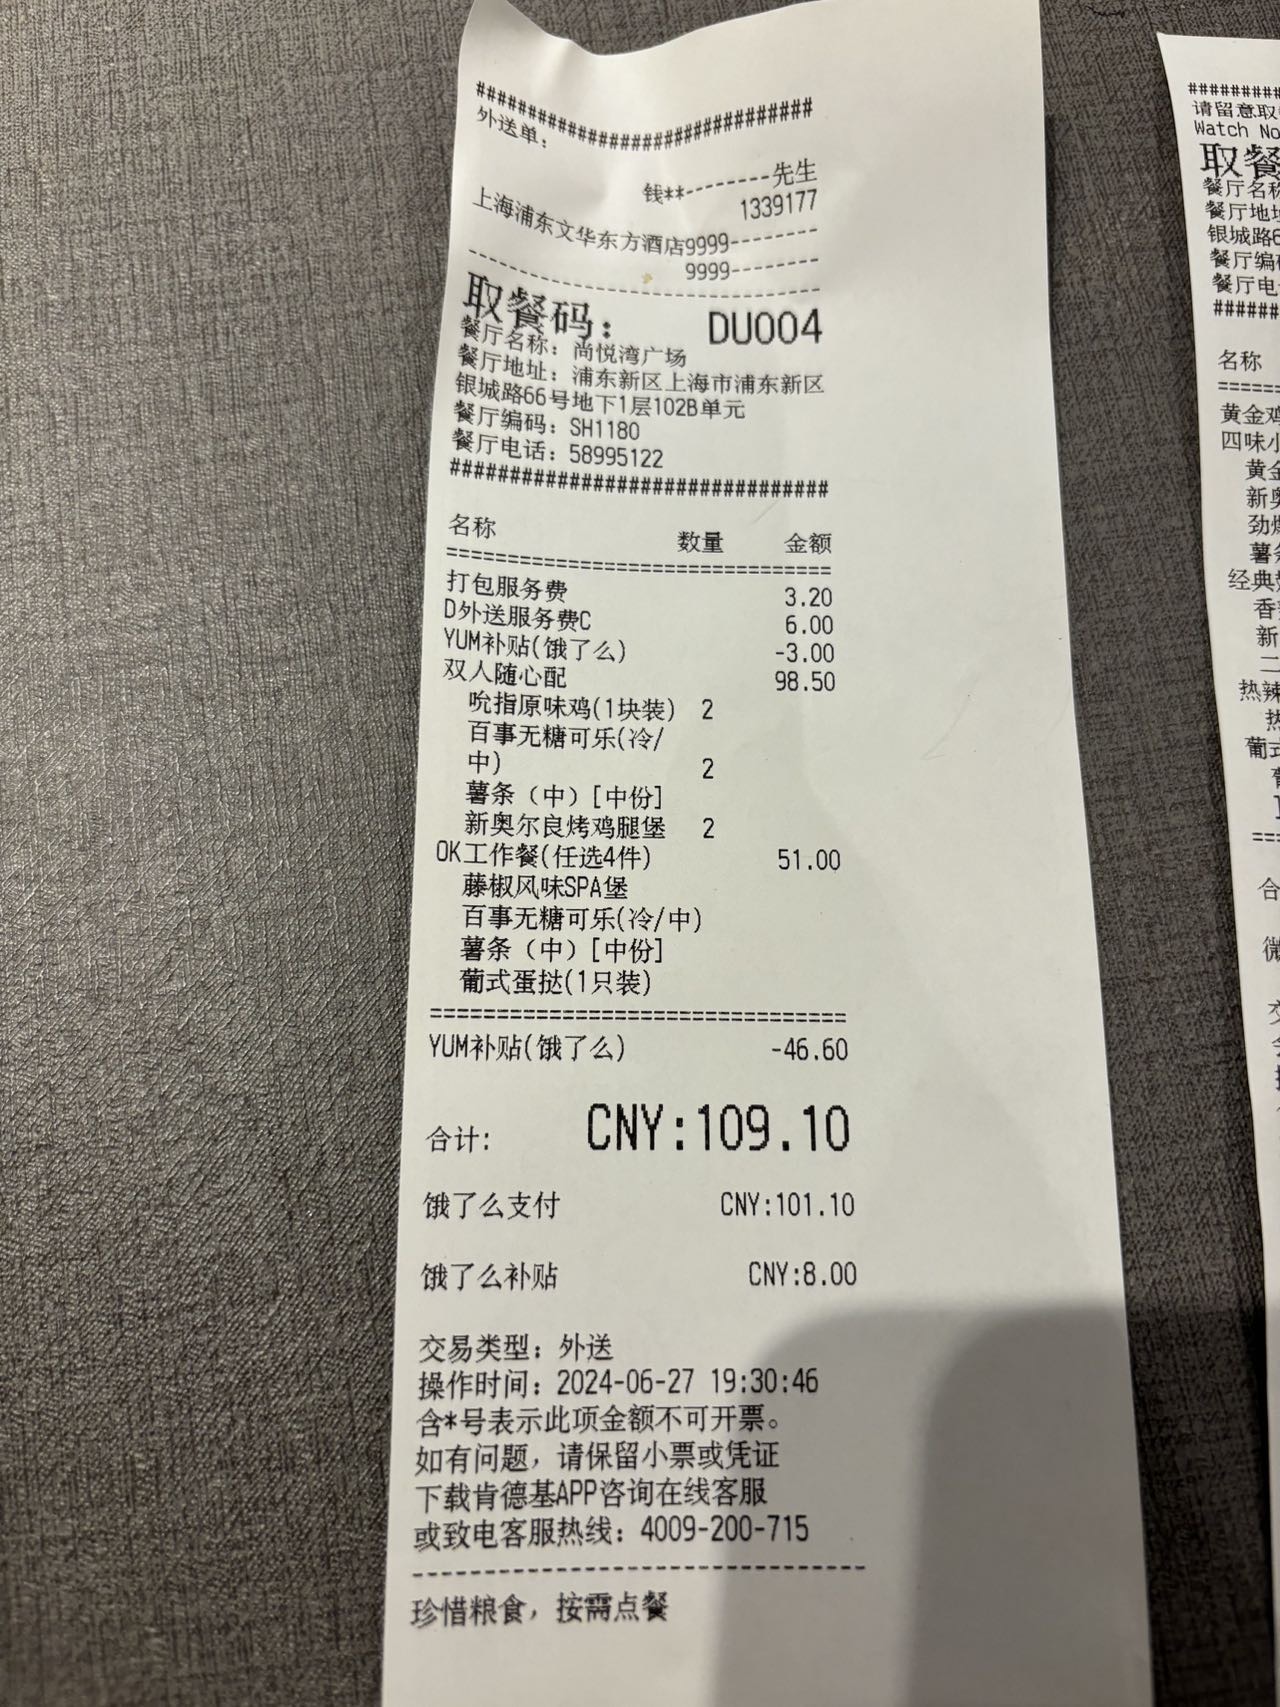 ##############################
外送单:
钱**--------先生
1339177
上海浦东文华东方酒店9999--------
9999--------
--------------------------------
取餐码: DU004
餐厅名称: 尚悦湾广场
餐厅地址: 浦东新区上海市浦东新区
银城路66号地下1层102B单元
餐厅编码: SH1180
餐厅电话: 58995122
##############################
名称 数量 金额
================================
打包服务费 3.20
D外送服务费C 6.00
YUM补贴(饿了么) -3.00
双人随心配 98.50
吮指原味鸡(1块装) 2
百事无糖可乐(冷/
中) 2
薯条（中）[中份]
新奥尔良烤鸡腿堡 2
OK工作餐(任选4件) 51.00
藤椒风味SPA堡
百事无糖可乐(冷/中)
薯条（中）[中份]
葡式蛋挞(1只装)
================================
YUM补贴(饿了么) -46.60
合计: CNY:109.10
饿了么支付 CNY:101.10
饿了么补贴 CNY:8.00
交易类型: 外送
操作时间: 2024-06-27 19:30:46
含*号表示此项金额不可开票。
如有问题, 请保留小票或凭证
下载肯德基APP咨询在线客服
或致电客服热线: 4009-200-715
--------------------------------
珍惜粮食, 按需点餐
#########
请留意取
Watch No
取餐
餐厅名称
餐厅地址
银城路6
餐厅编
餐厅电
######
名称
=====
黄金鸡
四味小
黄金
新奥
劲爆
薯条
经典
香
新
二
热辣
热
葡式
葡
===
合
微
交